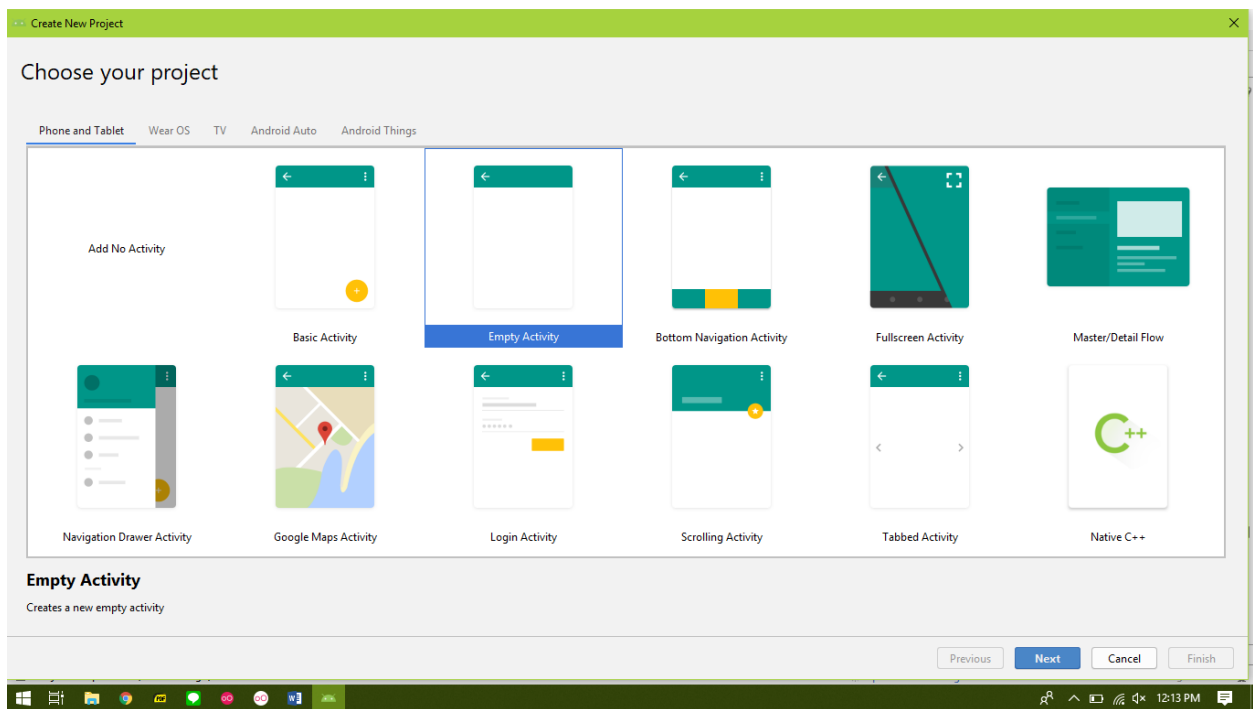 Create New Project
Choose your project
Phone and Tablet Wear OS TV Android Auto Android Things
Add No Activity
Basic Activity
Empty Activity
Bottom Navigation Activity
Fullscreen Activity
Master/Detail Flow
Navigation Drawer Activity
Google Maps Activity
Login Activity
Scrolling Activity
Tabbed Activity
C++
Native C++
Empty Activity
Creates a new empty activity
Previous Next Cancel Finish
12:13 PM